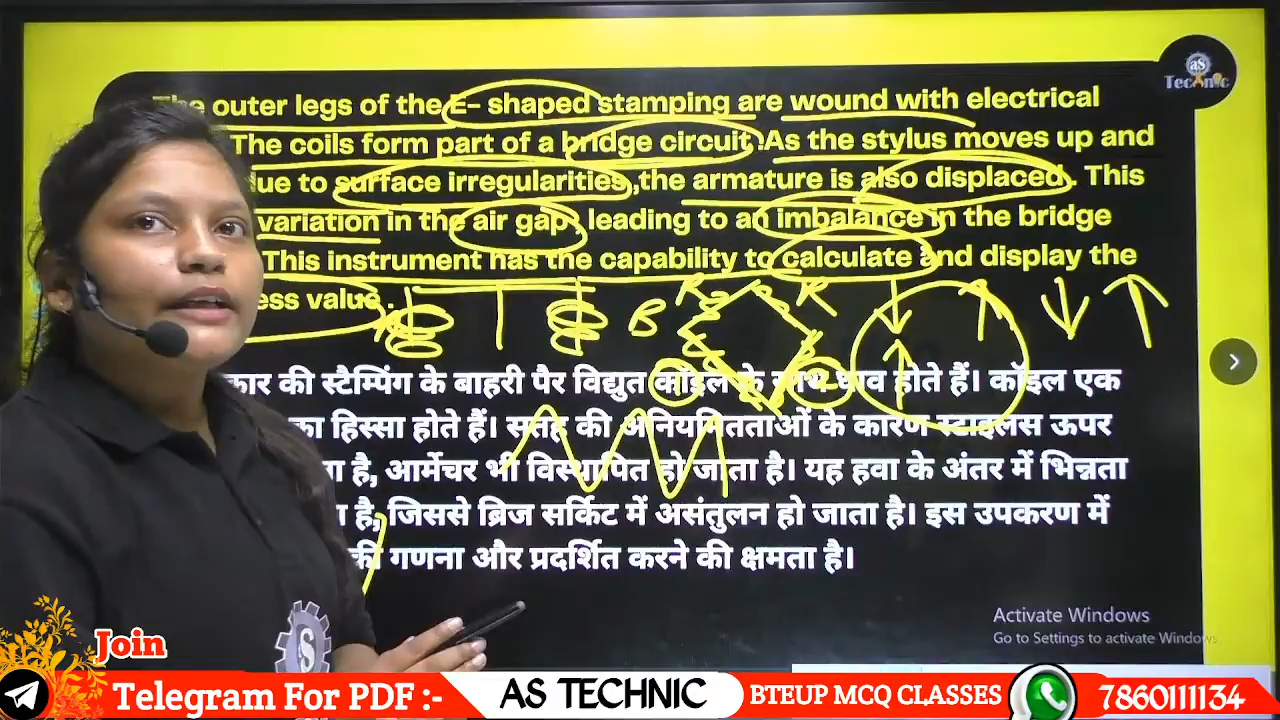 The outer legs of the E- shaped stamping are wound with electrical
The coils form part of a bridge circuit .As the stylus moves up and
due to surface irregularities ,the armature is also displaced . This
variation in the air gap , leading to an imbalance in the bridge
This instrument has the capability to calculate and display the
ess value .
कार की स्टैम्पिंग के बाहरी पैर विद्युत कॉइल के साथ घाव होते हैं। कॉइल एक
का हिस्सा होते हैं। सतह की अनियमितताओं के कारण स्टाइलस ऊपर
ता है, आर्मेचर भी विस्थापित हो जाता है। यह हवा के अंतर में भिन्नता
ा है, जिससे ब्रिज सर्किट में असंतुलन हो जाता है। इस उपकरण में
की गणना और प्रदर्शित करने की क्षमता है।
aS
Technic
Activate Windows
Go to Settings to activate Windows
Join
Telegram For PDF :-
AS TECHNIC
BTEUP MCQ CLASSES
7860111134